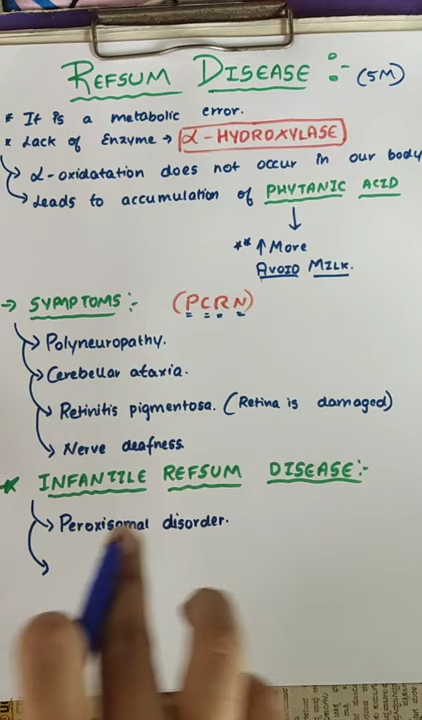 REFSUM DISEASE :- (5M)
* It is a metabolic error.
* Lack of Enzyme → α-HYDROXYLASE
α-oxidatation does not occur in our body
Leads to accumulation of PHYTANIC ACID
** ↑ More
AVOID MILK.
→ SYMPTOMS:- (PCRN)
Polyneuropathy.
Cerebellar ataxia.
Retinitis pigmentosa. (Retina is damaged)
Nerve deafness
* INFANTILE REFSUM DISEASE:-
Peroxisomal disorder.